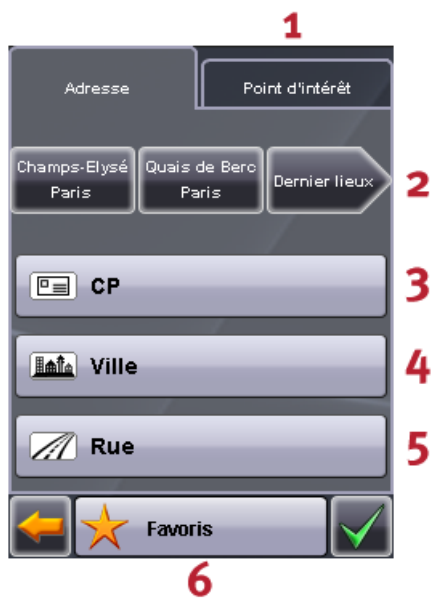 1
Adresse
Point d'intérêt
Champs-Elysé
Paris
Quais de Berc
Paris
Dernier lieux
2
CP
3
Ville
4
Rue
5
Favoris
6